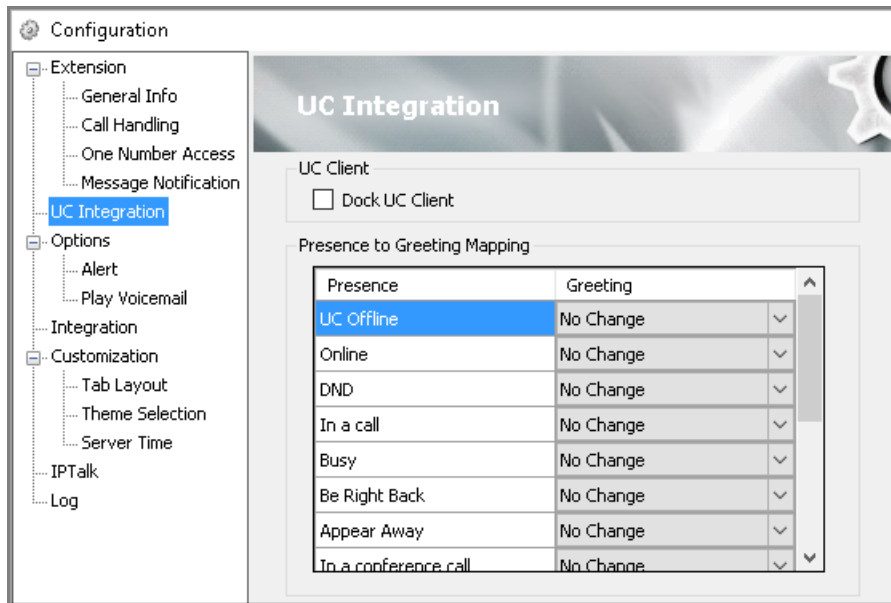 Configuration
Extension
General Info
Call Handling
One Number Access
Message Notification
UC Integration
Options
Alert
Play Voicemail
Integration
Customization
Tab Layout
Theme Selection
Server Time
IPTalk
Log
UC Integration
UC Client
Dock UC Client
Presence to Greeting Mapping
Presence Greeting
UC Offline No Change
Online No Change
DND No Change
In a call No Change
Busy No Change
Be Right Back No Change
Appear Away No Change
In a conference call No Change